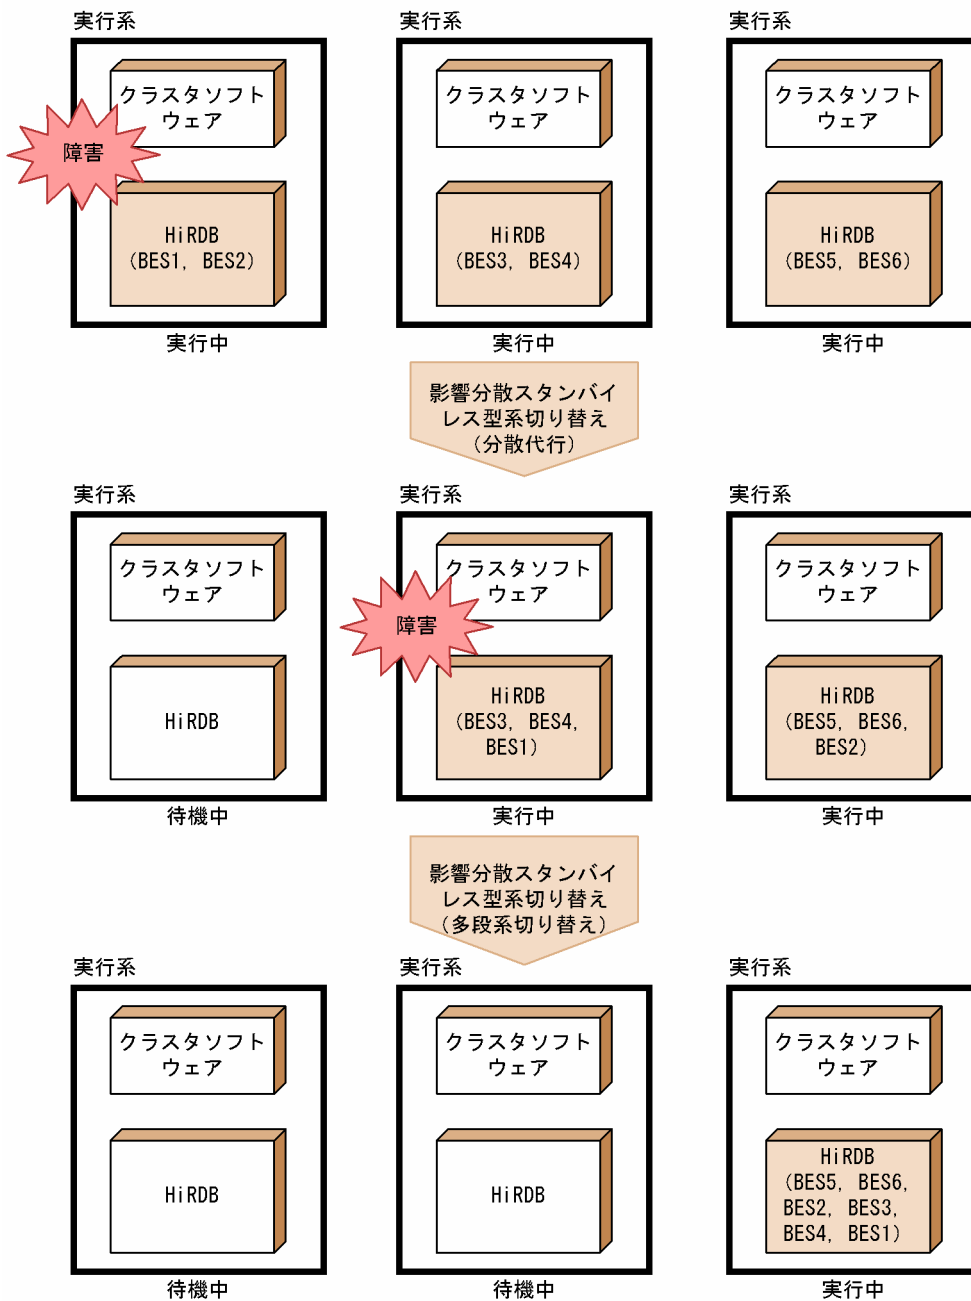 実行系
実行系
実行系
クラスタソフト
ウェア
クラスタソフト
ウェア
クラスタソフト
ウェア
障害
HiRDB
(BES1, BES2)
HiRDB
(BES3, BES4)
HiRDB
(BES5, BES6)
実行中
実行中
実行中
影響分散スタンバイ
レス型系切り替え
(分散代行)
実行系
実行系
実行系
クラスタソフト
ウェア
クラスタソフト
ウェア
クラスタソフト
ウェア
障害
HiRDB
HiRDB
(BES3, BES4,
BES1)
HiRDB
(BES5, BES6,
BES2)
待機中
実行中
実行中
影響分散スタンバイ
レス型系切り替え
(多段系切り替え)
実行系
実行系
実行系
クラスタソフト
ウェア
クラスタソフト
ウェア
クラスタソフト
ウェア
HiRDB
HiRDB
HiRDB
(BES5, BES6,
BES2, BES3,
BES4, BES1)
待機中
待機中
実行中